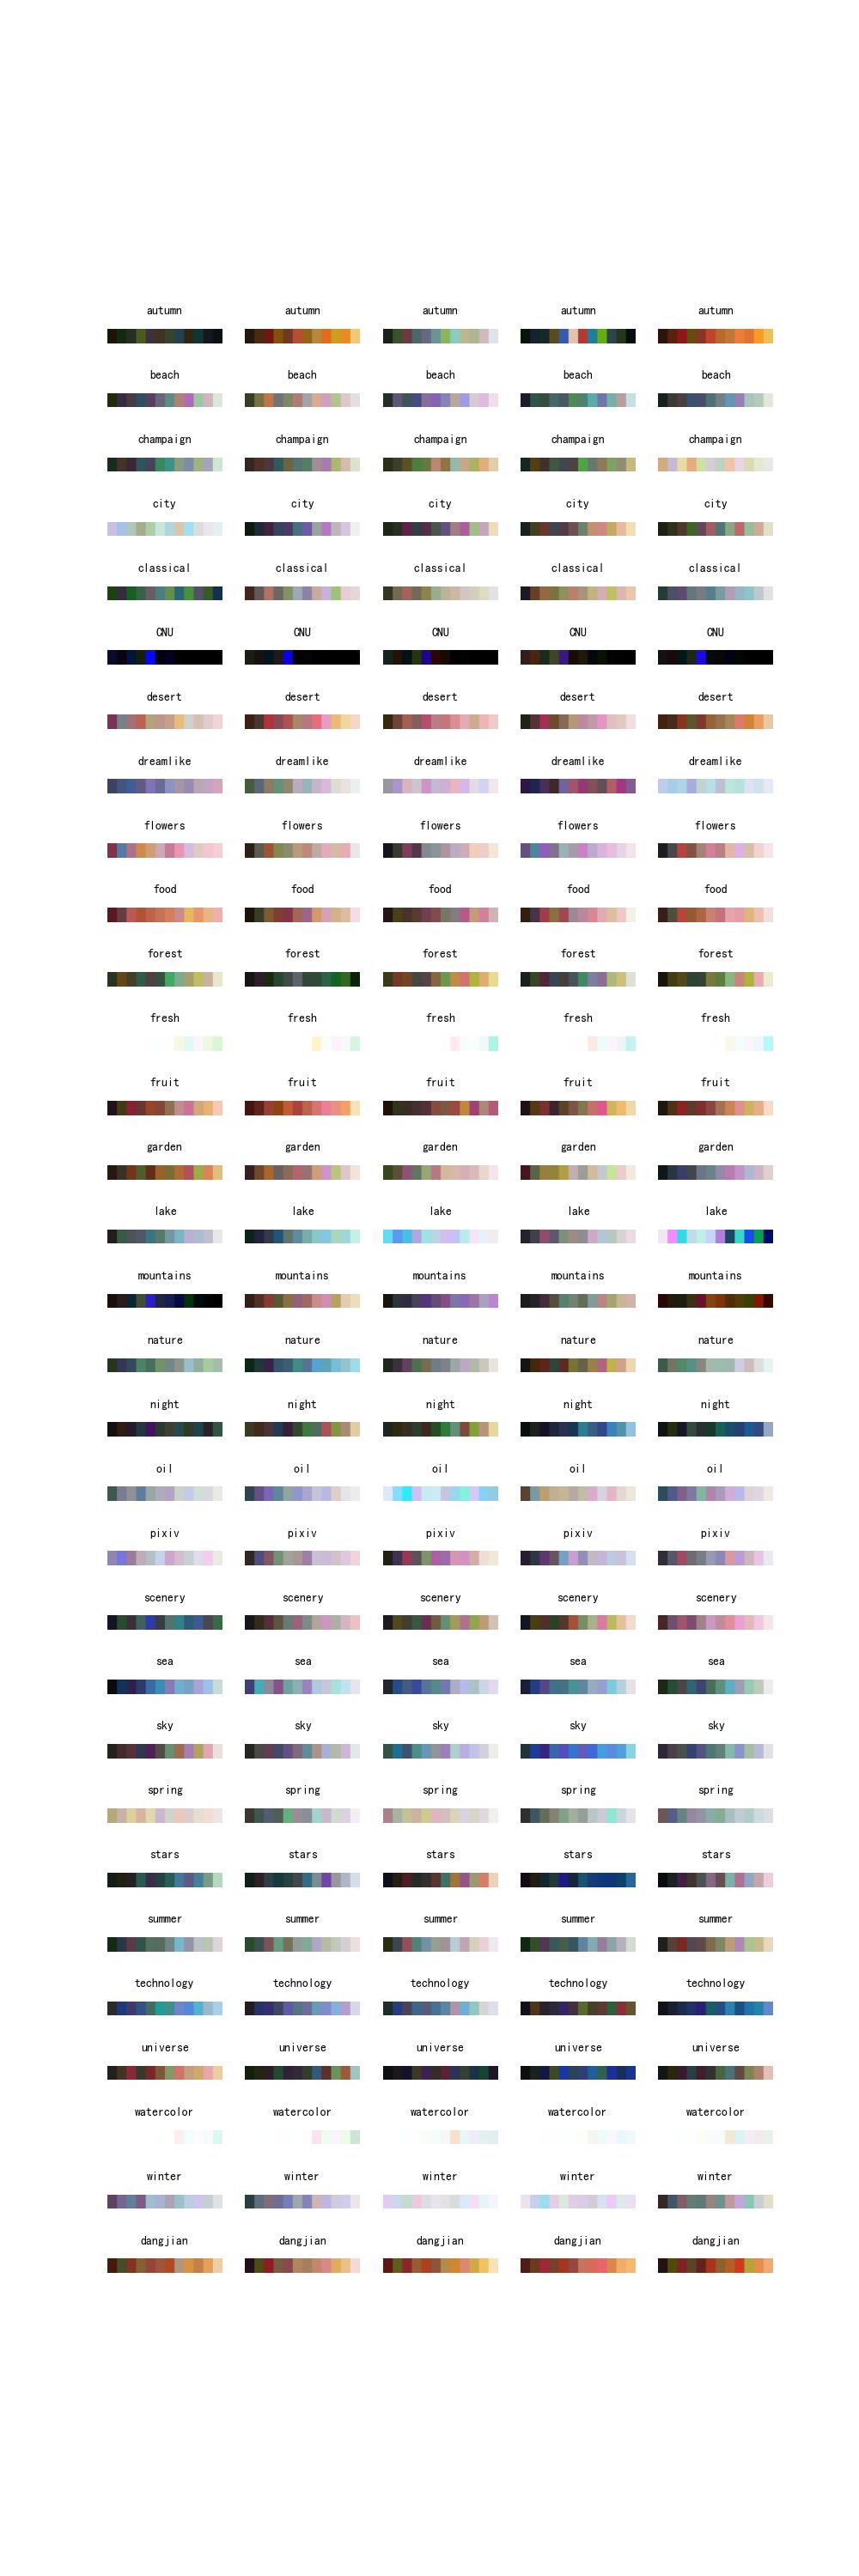 autumn autumn autumn autumn autumn
beach beach beach beach beach
champaign champaign champaign champaign champaign
city city city city city
classical classical classical classical classical
CNU CNU CNU CNU CNU
desert desert desert desert desert
dreamlike dreamlike dreamlike dreamlike dreamlike
flowers flowers flowers flowers flowers
food food food food food
forest forest forest forest forest
fresh fresh fresh fresh fresh
fruit fruit fruit fruit fruit
garden garden garden garden garden
lake lake lake lake lake
mountains mountains mountains mountains mountains
nature nature nature nature nature
night night night night night
oil oil oil oil oil
pixiv pixiv pixiv pixiv pixiv
scenery scenery scenery scenery scenery
sea sea sea sea sea
sky sky sky sky sky
spring spring spring spring spring
stars stars stars stars stars
summer summer summer summer summer
technology technology technology technology technology
universe universe universe universe universe
watercolor watercolor watercolor watercolor watercolor
winter winter winter winter winter
dangjian dangjian dangjian dangjian dangjian